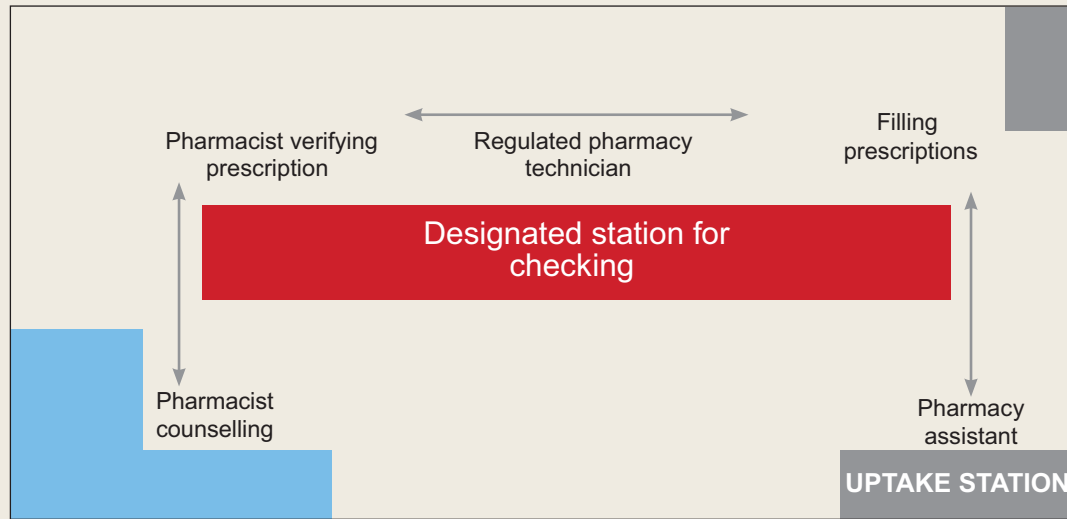 Pharmacist verifying
prescription
Regulated pharmacy
technician
Filling
prescriptions
Designated station for
checking
Pharmacist
counselling
Pharmacy
assistant
UPTAKE STATION